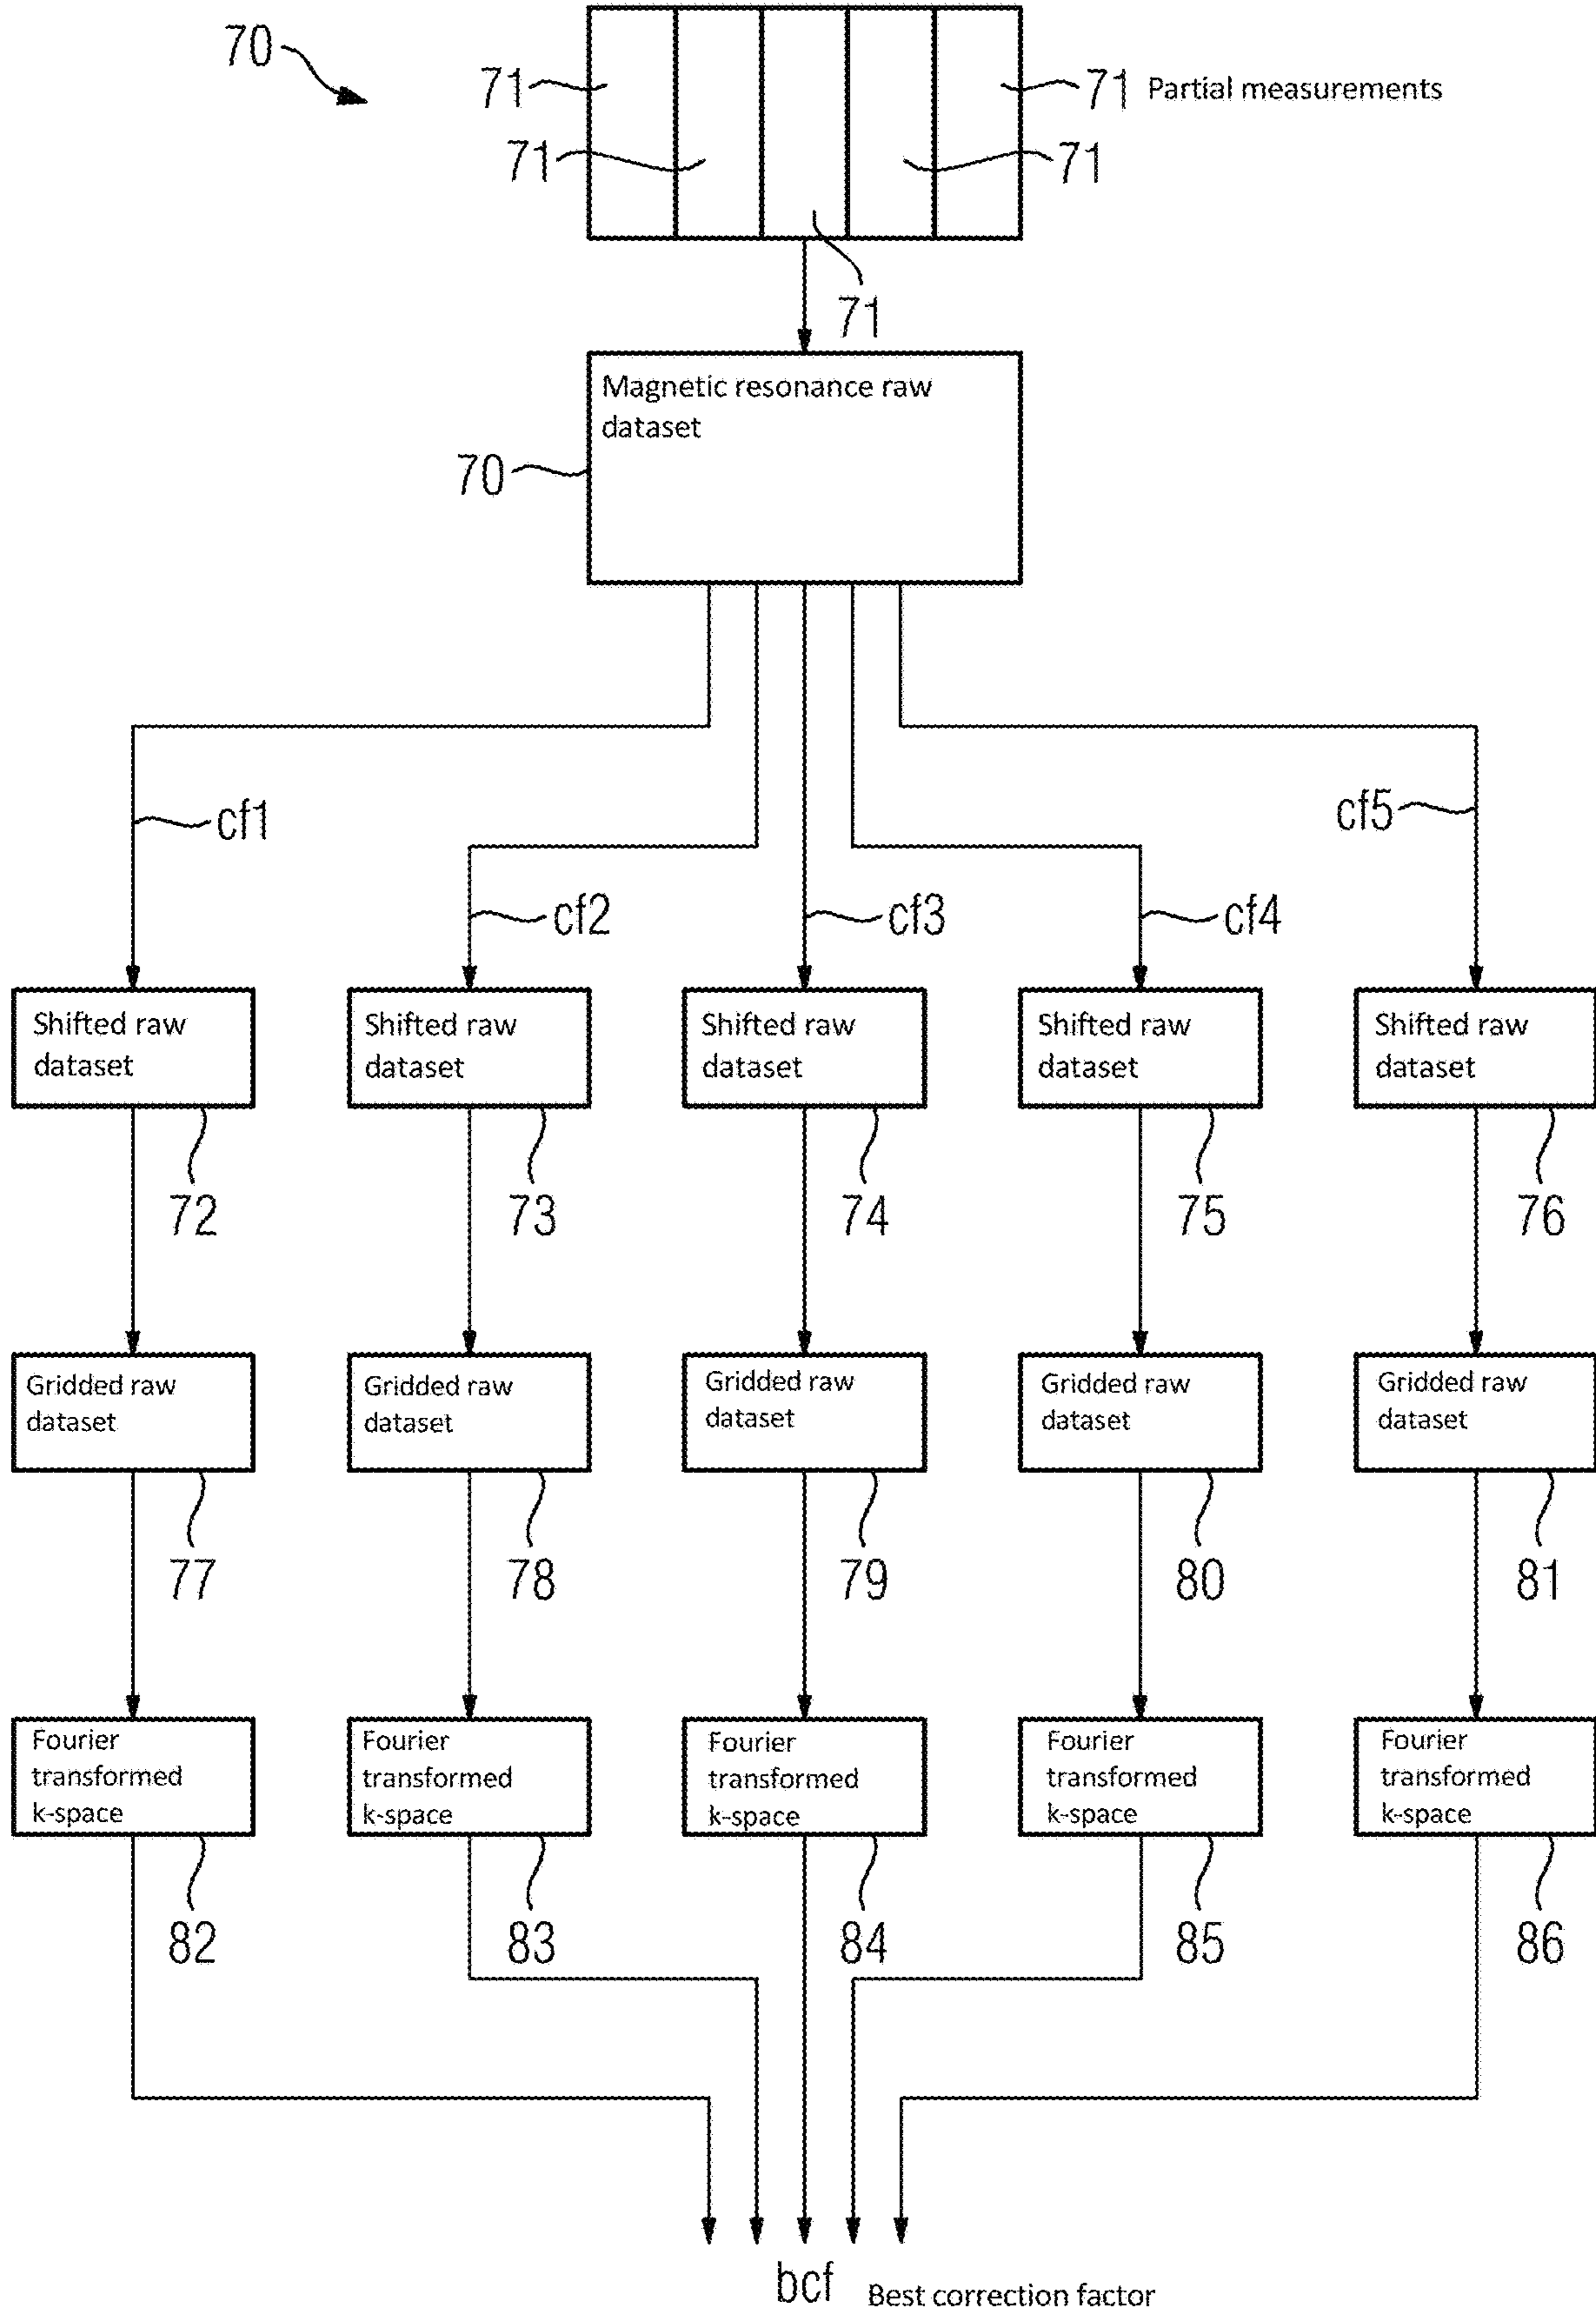 70
71
71 Partial measurements
71
71
71
Magnetic resonance raw
dataset
70
cf1
cf5
cf2
cf3
cf4
Shifted raw
dataset
Shifted raw
dataset
Shifted raw
dataset
Shifted raw
dataset
Shifted raw
dataset
72
73
74
75
76
Gridded raw
dataset
Gridded raw
dataset
Gridded raw
dataset
Gridded raw
dataset
Gridded raw
dataset
77
78
79
80
81
Fourier
transformed
k-space
Fourier
transformed
k-space
Fourier
transformed
k-space
Fourier
transformed
k-space
Fourier
transformed
k-space
82
83
84
85
86
bcf Best correction factor